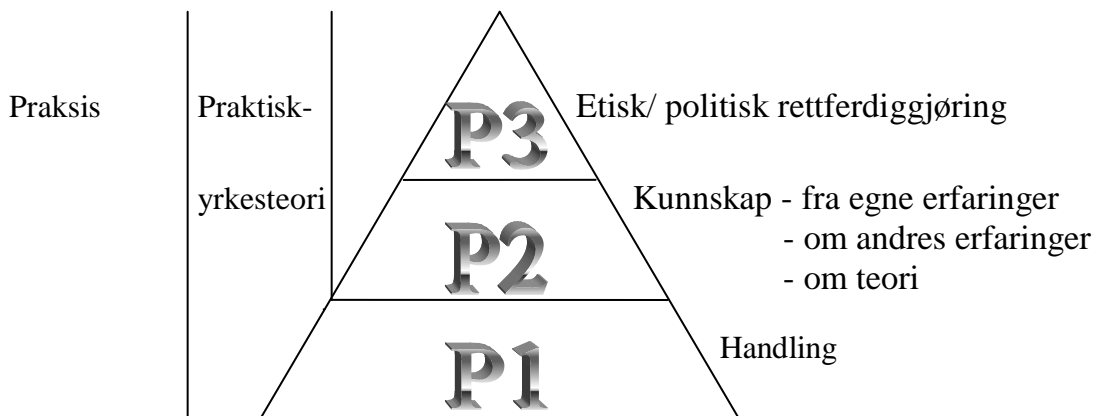 Praksis
Praktisk-
yrkesteori
P3
Etisk/ politisk rettferdiggjøring
P2
Kunnskap - fra egne erfaringer
- om andres erfaringer
- om teori
P1
Handling